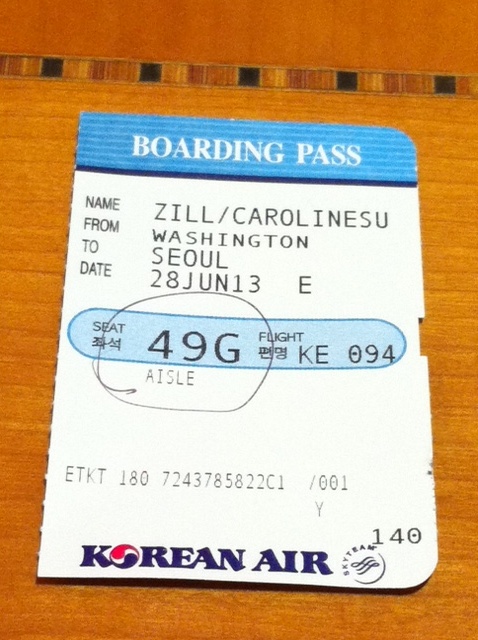 BOARDING PASS
NAME ZILL/CAROLINESU
FROM WASHINGTON
TO SEOUL
DATE 28JUN13 E
SEAT 좌석 49G FLIGHT 편명 KE 094
AISLE
ETKT 180 7243785822C1 /001
Y
140
KOREAN AIR SKYTEAM